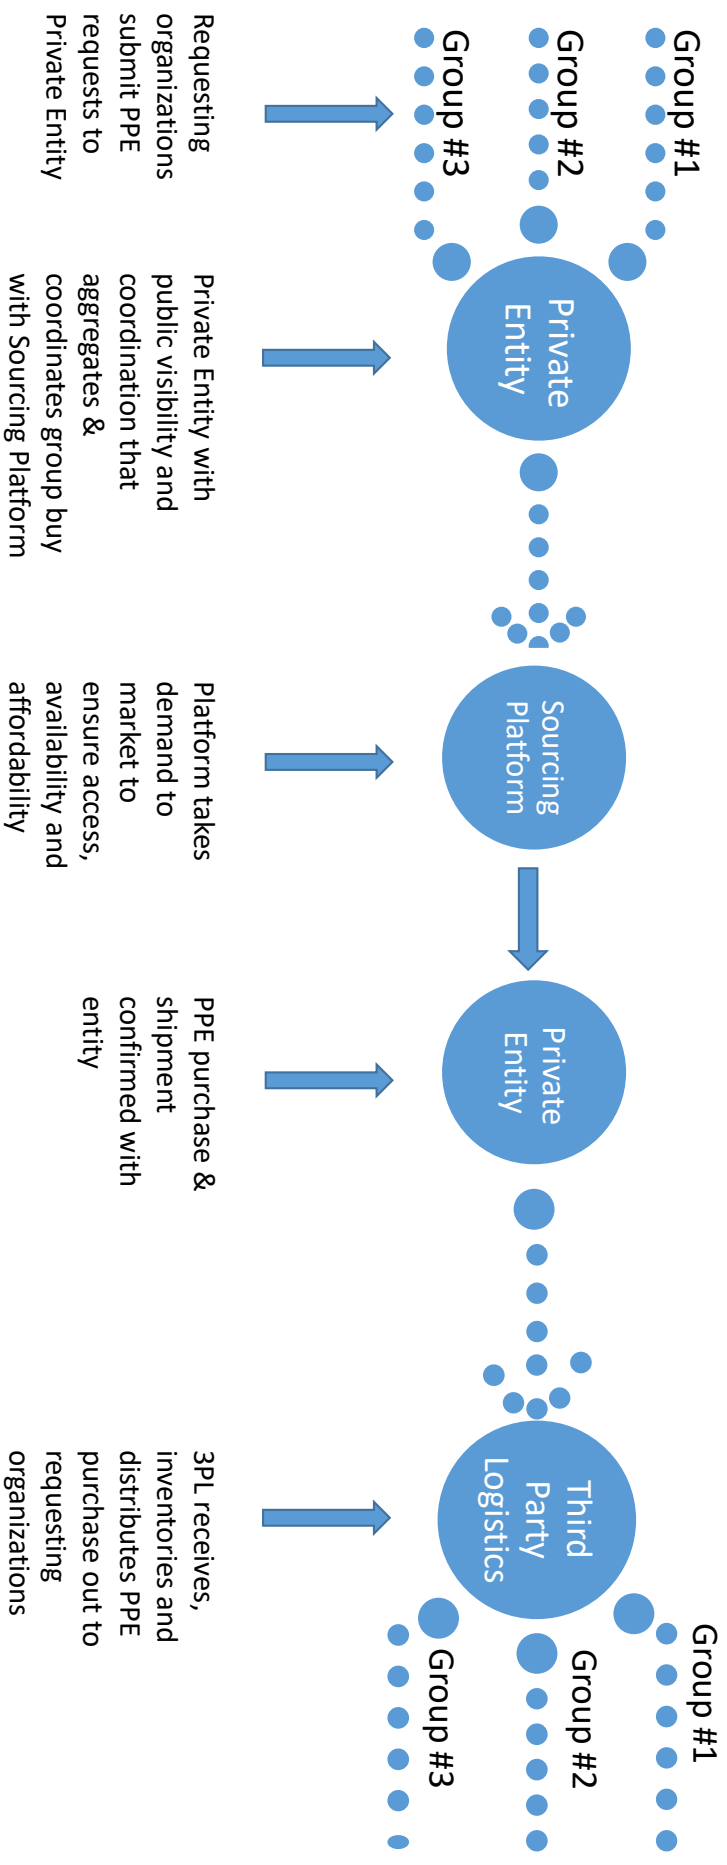 Group #1
Group #2
Group #3
Private
Entity
Sourcing
Platform
Private
Entity
Third
Party
Logistics
Group #1
Group #2
Group #3
Requesting
organizations
submit PPE
requests to
Private Entity
Private Entity with
public visibility and
coordination that
aggregates &
coordinates group buy
with Sourcing Platform
Platform takes
demand to
market to
ensure access,
availability and
affordability
PPE purchase &
shipment
confirmed with
entity
3PL receives,
inventories and
distributes PPE
purchase out to
requesting
organizations